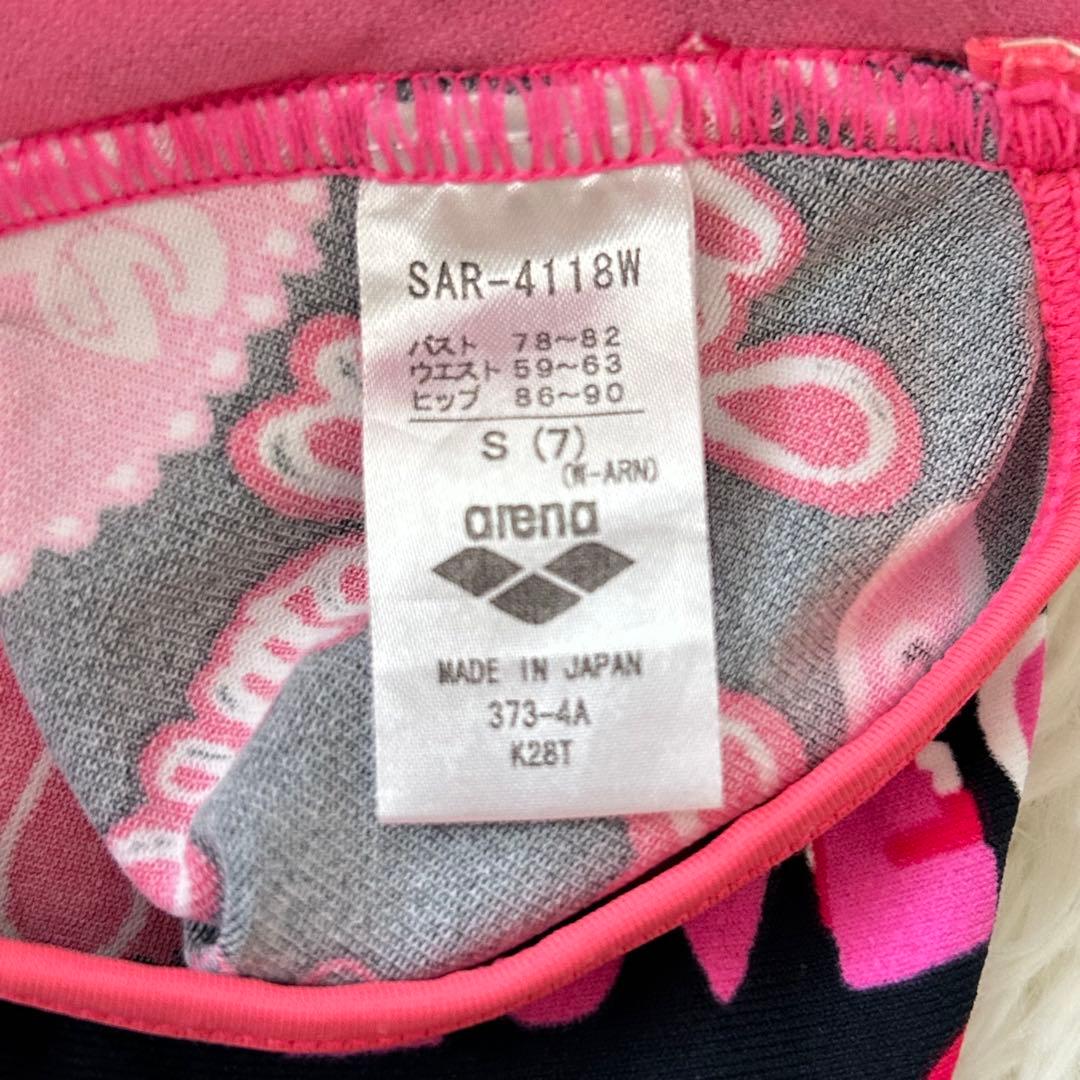 SAR-4118W
バスト 78～82
ウエスト 59～63
ヒップ 86～90
S (7)
(W-ARN)
arena
MADE IN JAPAN
373-4A
K28T